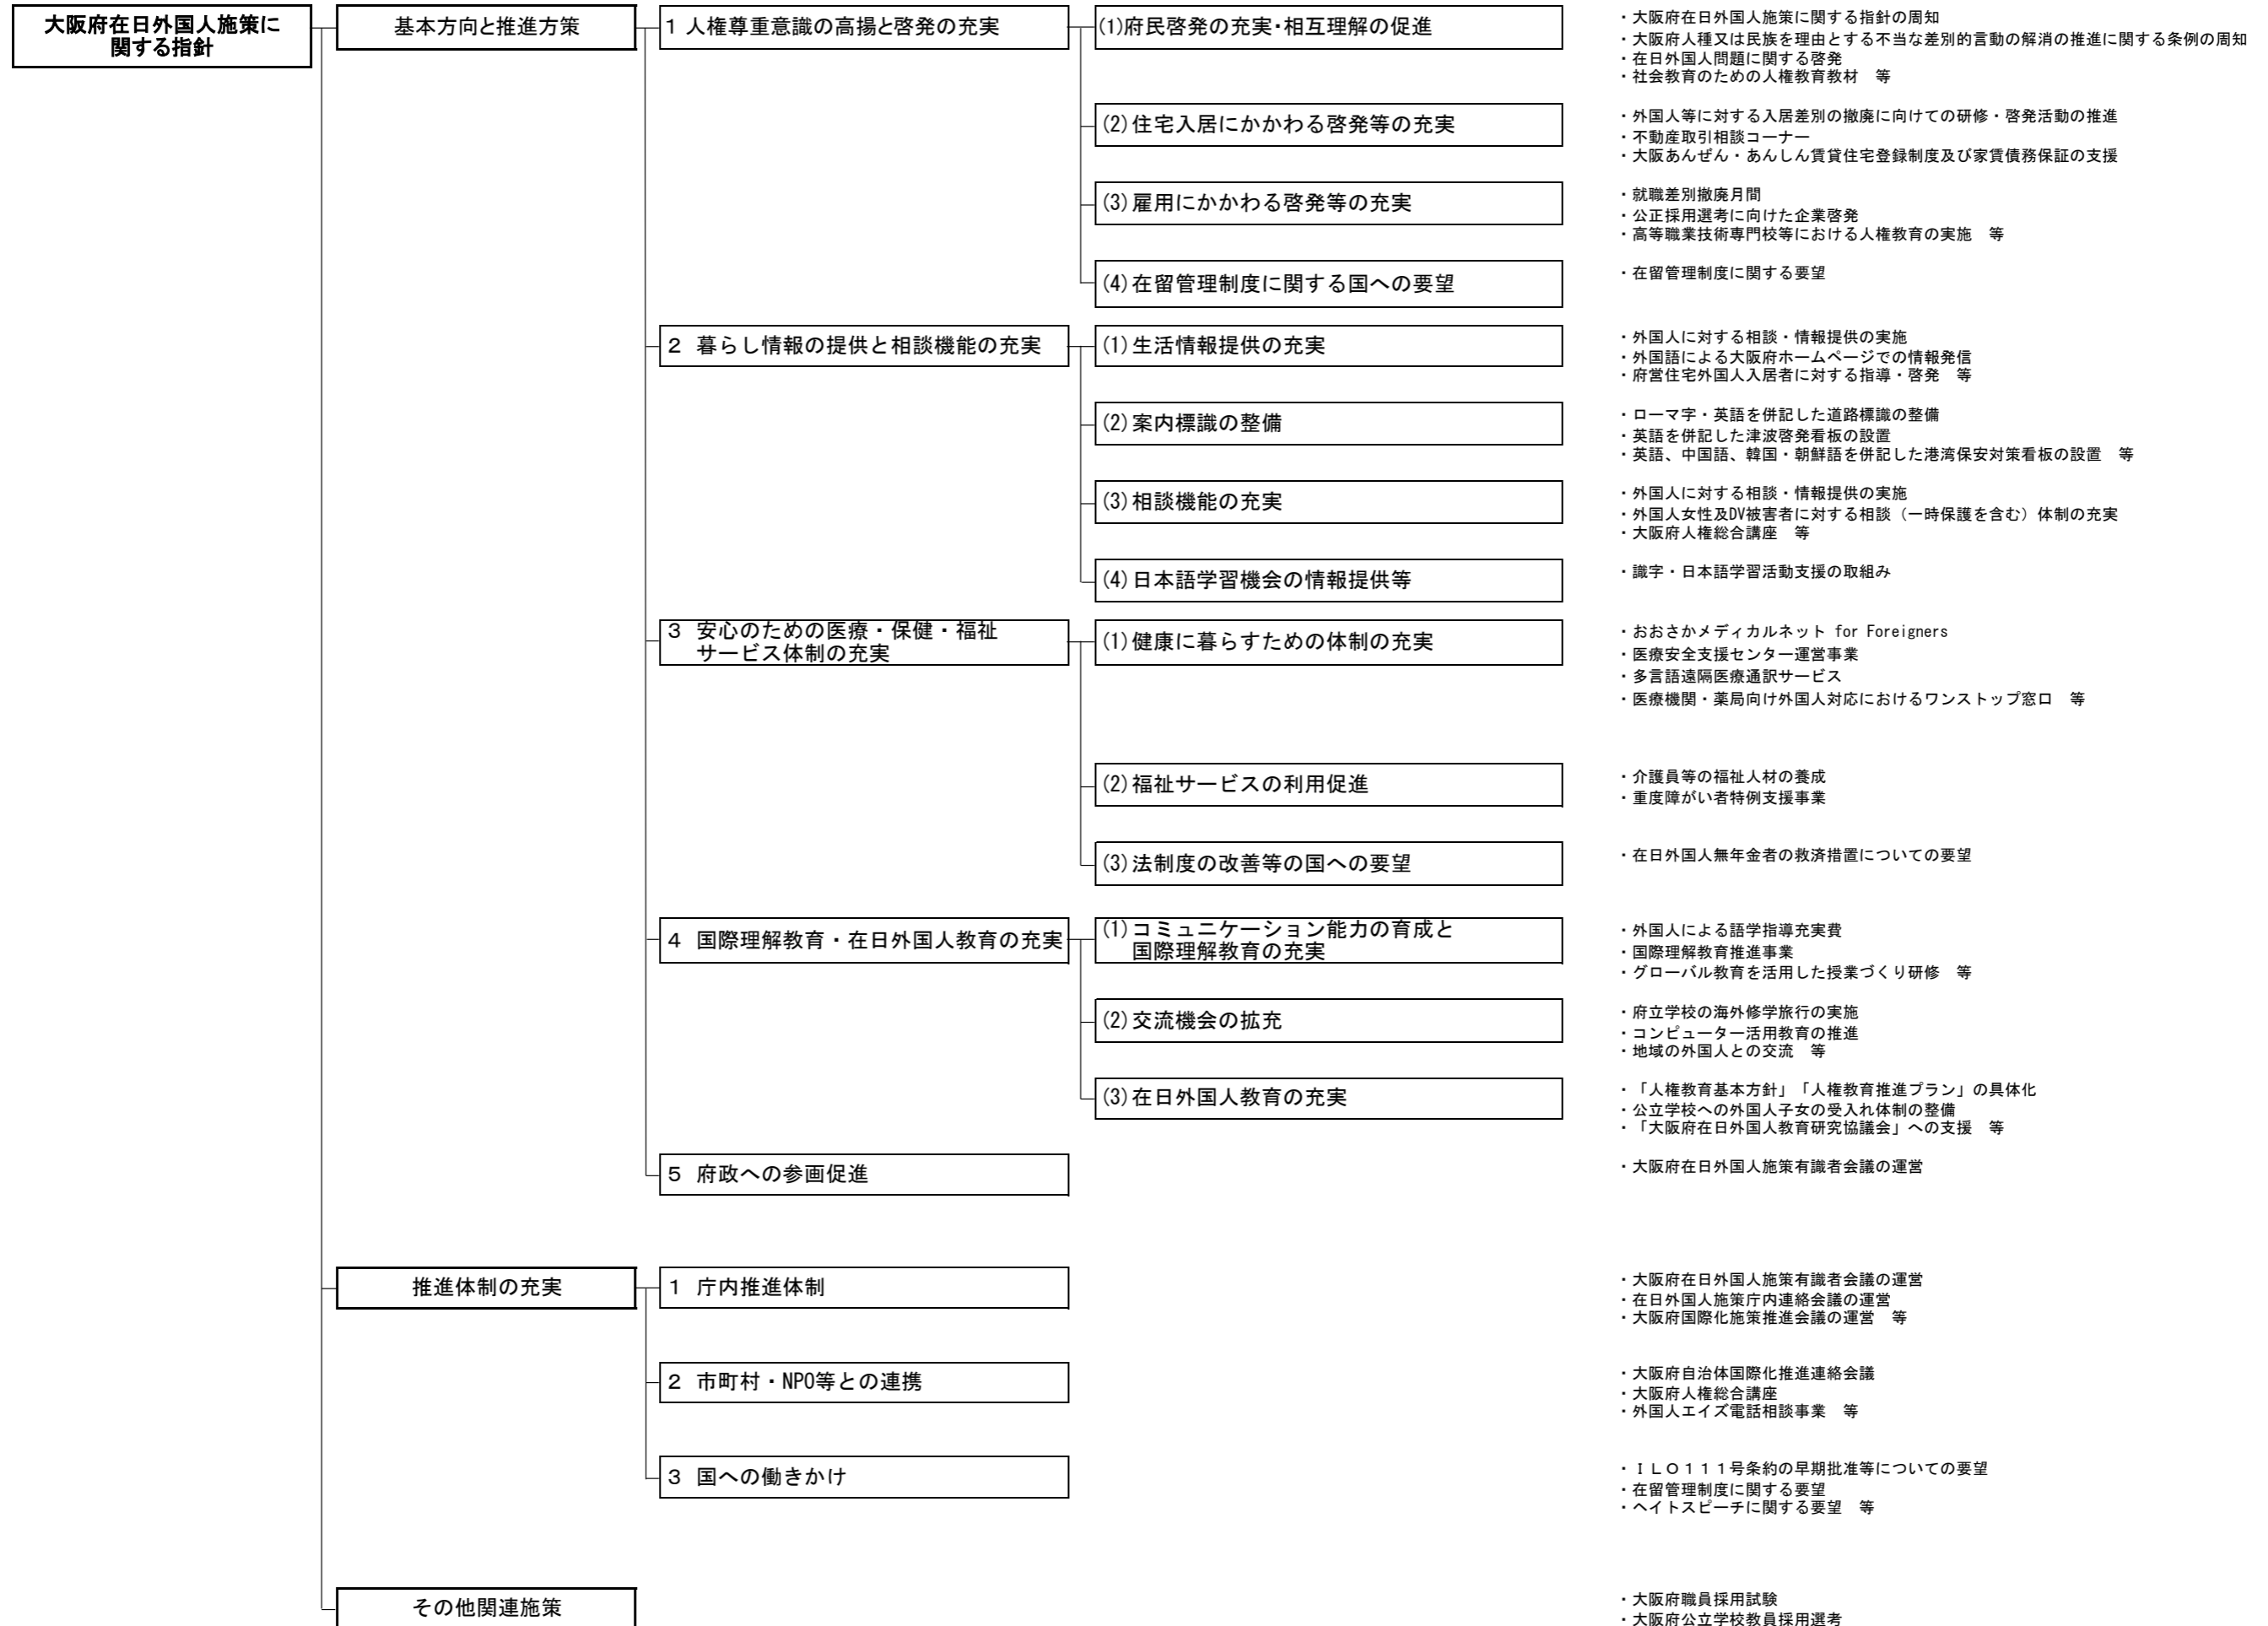 大阪府在日外国人施策に
関する指針
基本方向と推進方策
1 人権尊重意識の高揚と啓発の充実
(1)府民啓発の充実･相互理解の促進
・大阪府在日外国人施策に関する指針の周知
・大阪府人種又は民族を理由とする不当な差別的言動の解消の推進に関する条例の周知
・在日外国人問題に関する啓発
・社会教育のための人権教育教材　等
(2)住宅入居にかかわる啓発等の充実
・外国人等に対する入居差別の撤廃に向けての研修・啓発活動の推進
・不動産取引相談コーナー
・大阪あんぜん・あんしん賃貸住宅登録制度及び家賃債務保証の支援
(3)雇用にかかわる啓発等の充実
・就職差別撤廃月間
・公正採用選考に向けた企業啓発
・高等職業技術専門校等における人権教育の実施　等
(4)在留管理制度に関する国への要望
・在留管理制度に関する要望
2　暮らし情報の提供と相談機能の充実
(1)生活情報提供の充実
・外国人に対する相談・情報提供の実施
・外国語による大阪府ホームページでの情報発信
・府営住宅外国人入居者に対する指導・啓発　等
(2)案内標識の整備
・ローマ字・英語を併記した道路標識の整備
・英語を併記した津波啓発看板の設置
・英語、中国語、韓国・朝鮮語を併記した港湾保安対策看板の設置　等
(3)相談機能の充実
・外国人に対する相談・情報提供の実施
・外国人女性及DV被害者に対する相談（一時保護を含む）体制の充実
・大阪府人権総合講座　等
(4)日本語学習機会の情報提供等
・識字・日本語学習活動支援の取組み
3　安心のための医療・保健・福祉
サービス体制の充実
(1)健康に暮らすための体制の充実
・おおさかメディカルネット for Foreigners
・医療安全支援センター運営事業
・多言語遠隔医療通訳サービス
・医療機関・薬局向け外国人対応におけるワンストップ窓口　等
(2)福祉サービスの利用促進
・介護員等の福祉人材の養成
・重度障がい者特例支援事業
(3)法制度の改善等の国への要望
・在日外国人無年金者の救済措置についての要望
4　国際理解教育・在日外国人教育の充実
(1)コミュニケーション能力の育成と
国際理解教育の充実
・外国人による語学指導充実費
・国際理解教育推進事業
・グローバル教育を活用した授業づくり研修　等
(2)交流機会の拡充
・府立学校の海外修学旅行の実施
・コンピューター活用教育の推進
・地域の外国人との交流　等
(3)在日外国人教育の充実
・「人権教育基本方針」「人権教育推進プラン」の具体化
・公立学校への外国人子女の受入れ体制の整備
・「大阪府在日外国人教育研究協議会」への支援　等
5　府政への参画促進
・大阪府在日外国人施策有識者会議の運営
推進体制の充実
1　庁内推進体制
・大阪府在日外国人施策有識者会議の運営
・在日外国人施策庁内連絡会議の運営
・大阪府国際化施策推進会議の運営　等
2　市町村・NPO等との連携
・大阪府自治体国際化推進連絡会議
・大阪府人権総合講座
・外国人エイズ電話相談事業　等
3　国への働きかけ
・ＩＬＯ１１１号条約の早期批准等についての要望
・在留管理制度に関する要望
・ヘイトスピーチに関する要望　等
その他関連施策
・大阪府職員採用試験
・大阪府公立学校教員採用選考